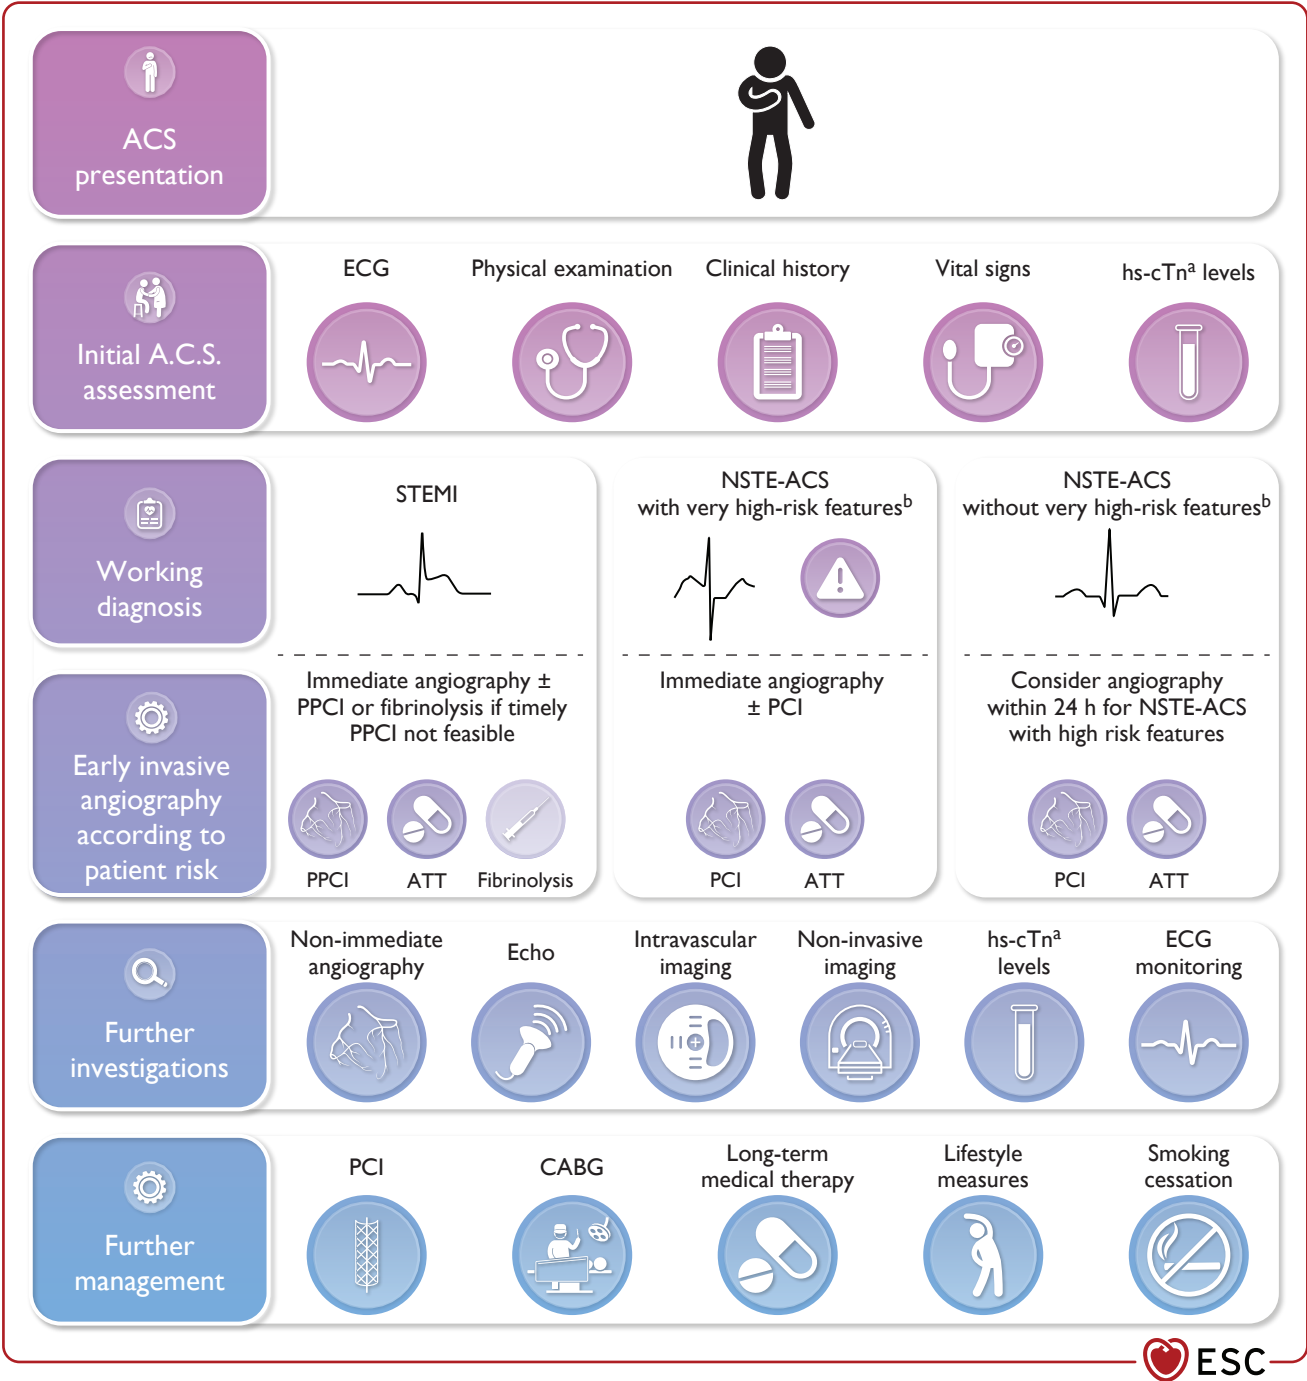 ACS
presentation
ECG
Physical examination
Clinical history
Vital signs
hs-cTnᵃ levels
Initial A.C.S.
assessment
Working
diagnosis
STEMI
NSTE-ACS
with very high-risk featuresᵇ
NSTE-ACS
without very high-risk featuresᵇ
Early invasive
angiography
according to
patient risk
Immediate angiography ±
PPCI or fibrinolysis if timely
PPCI not feasible
PPCI
ATT
Fibrinolysis
Immediate angiography
± PCI
PCI
ATT
Consider angiography
within 24 h for NSTE-ACS
with high risk features
PCI
ATT
Further
investigations
Non-immediate
angiography
Echo
Intravascular
imaging
Non-invasive
imaging
hs-cTnᵃ
levels
ECG
monitoring
Further
management
PCI
CABG
Long-term
medical therapy
Lifestyle
measures
Smoking
cessation
ESC